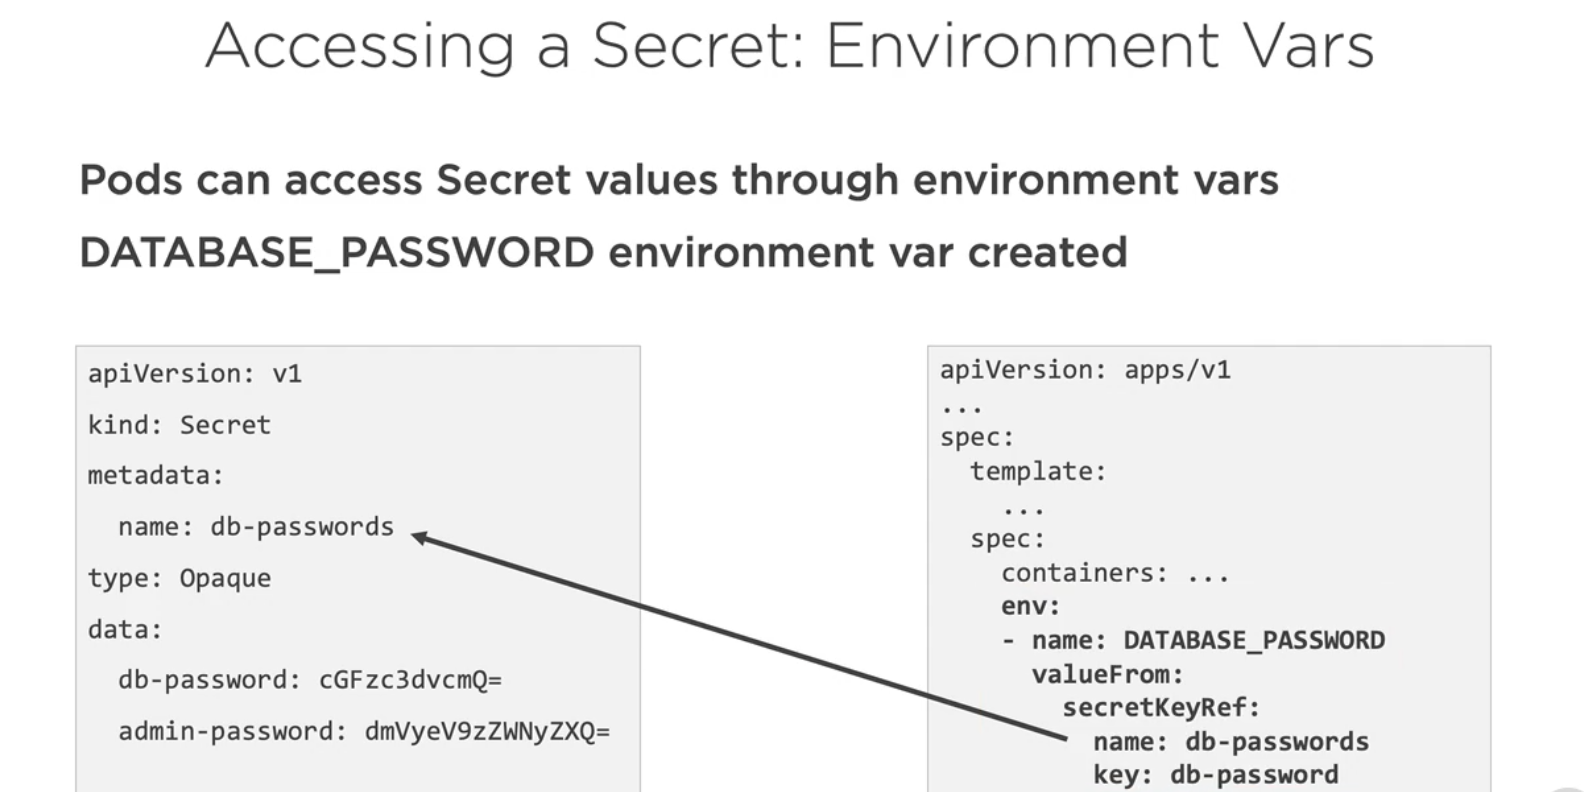 Accessing a Secret: Environment Vars
Pods can access Secret values through environment vars
DATABASE_PASSWORD environment var created
apiVersion: v1
kind: Secret
metadata:
  name: db-passwords
type: Opaque
data:
  db-password: cGFzc3dvcmQ=
  admin-password: dmVyeV9zZWNyZXQ=
apiVersion: apps/v1
...
spec:
  template:
    ...
  spec:
    containers: ...
    env:
    - name: DATABASE_PASSWORD
      valueFrom:
        secretKeyRef:
          name: db-passwords
          key: db-password